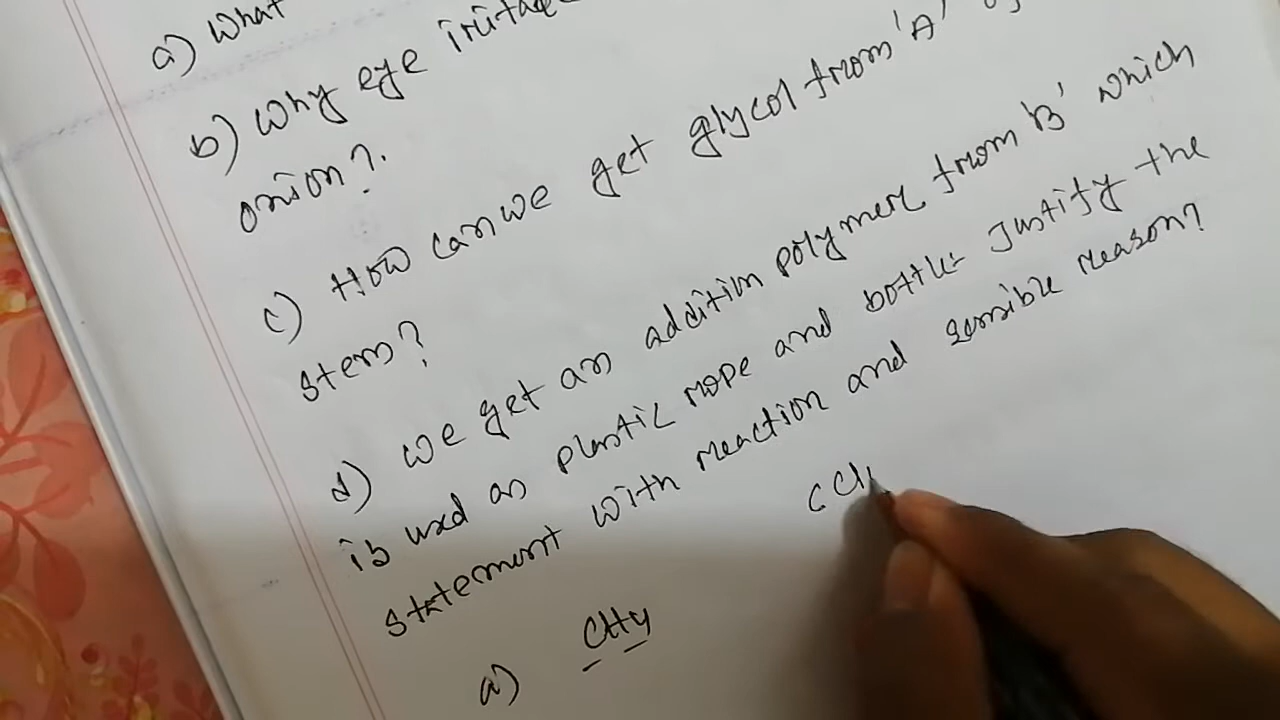 a) What
b) Why eye irritate
onion?
c) How can we get glycol from 'A'
stem?
d) We get an addition polymer from 'B' which
is used as plastic rope and bottle. Justify the
statement with reaction and sensible reason?
a) CH4 CCl